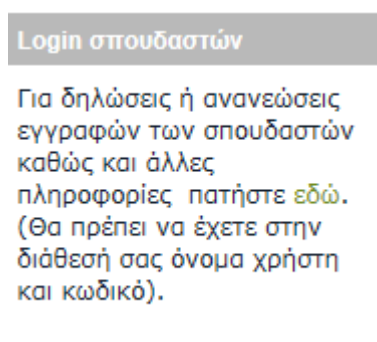 Login σπουδαστών
Για δηλώσεις ή ανανεώσεις
εγγραφών των σπουδαστών
καθώς και άλλες
πληροφορίες  πατήστε εδώ.
(Θα πρέπει να έχετε στην
διάθεσή σας όνομα χρήστη
και κωδικό).